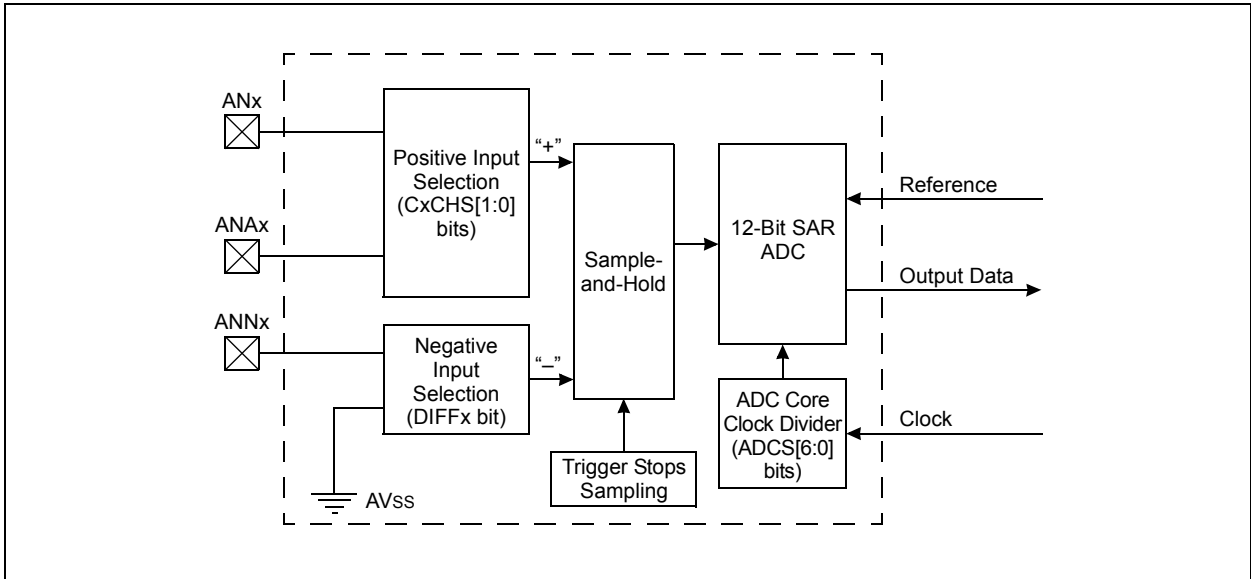 ANx
ANAx
ANNx
Positive Input
Selection
(CxCHS[1:0]
bits)
“+”
Negative
Input
Selection
(DIFFx bit)
“–”
AVSS
Sample-
and-Hold
Trigger Stops
Sampling
12-Bit SAR
ADC
ADC Core
Clock Divider
(ADCS[6:0]
bits)
Reference
Output Data
Clock